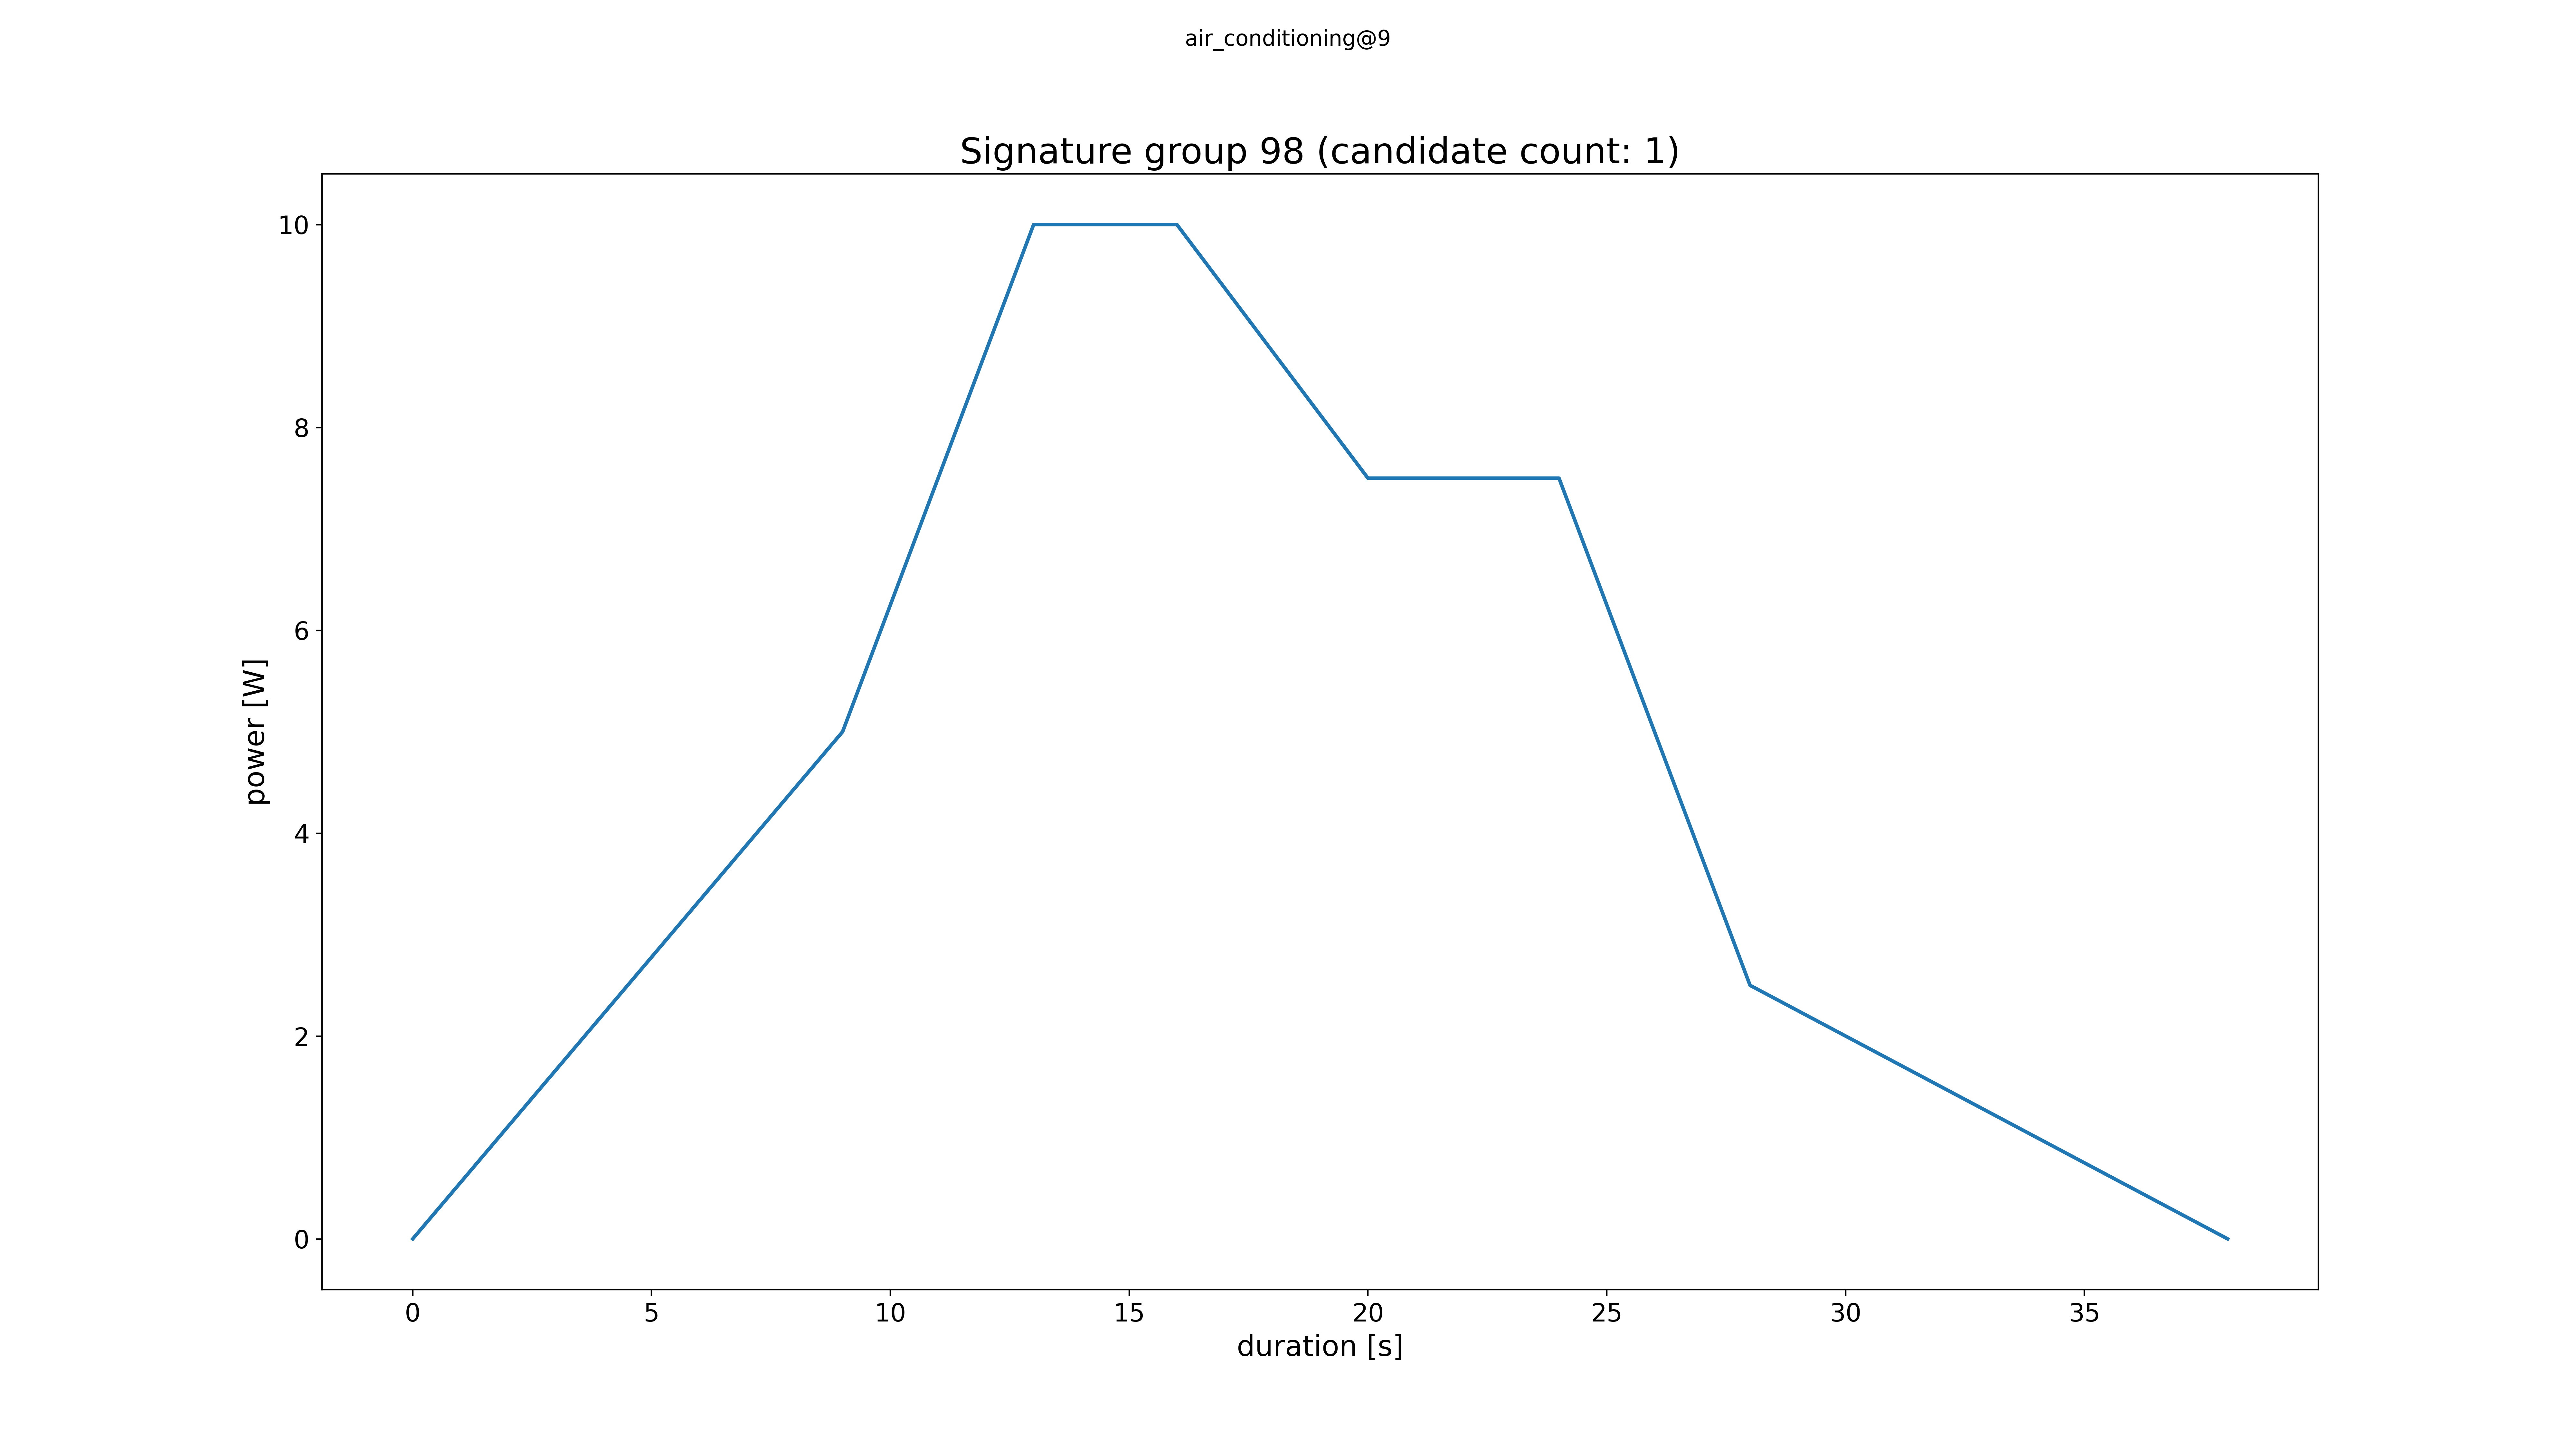 air_conditioning@9
Signature group 98 (candidate count: 1)
power [W]
10
8
6
4
2
0
0 5 10 15 20 25 30 35
duration [s]